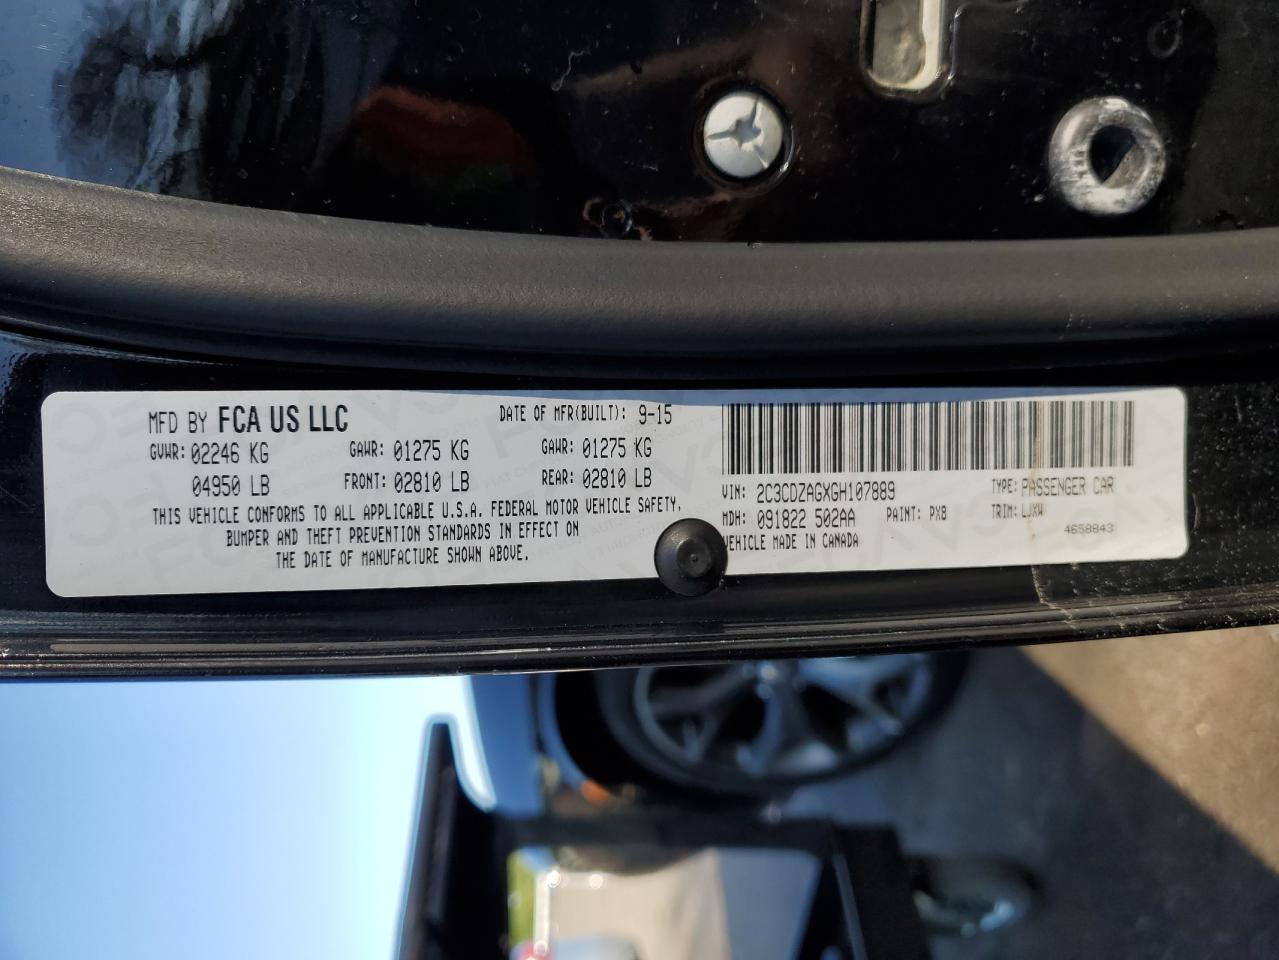 MFD BY FCA US LLC DATE OF MFR(BUILT): 9-15
GVWR: 02246 KG GAWR: 01275 KG GAWR: 01275 KG
04950 LB FRONT: 02810 LB REAR: 02810 LB
THIS VEHICLE CONFORMS TO ALL APPLICABLE U.S.A. FEDERAL MOTOR VEHICLE SAFETY,
BUMPER AND THEFT PREVENTION STANDARDS IN EFFECT ON
THE DATE OF MANUFACTURE SHOWN ABOVE.
VIN: 2C3CDZAGXGH107889 TYPE: PASSENGER CAR
MDH: 091822 502AA PAINT: PX8 TRIM: LJXW
VEHICLE MADE IN CANADA 4658843